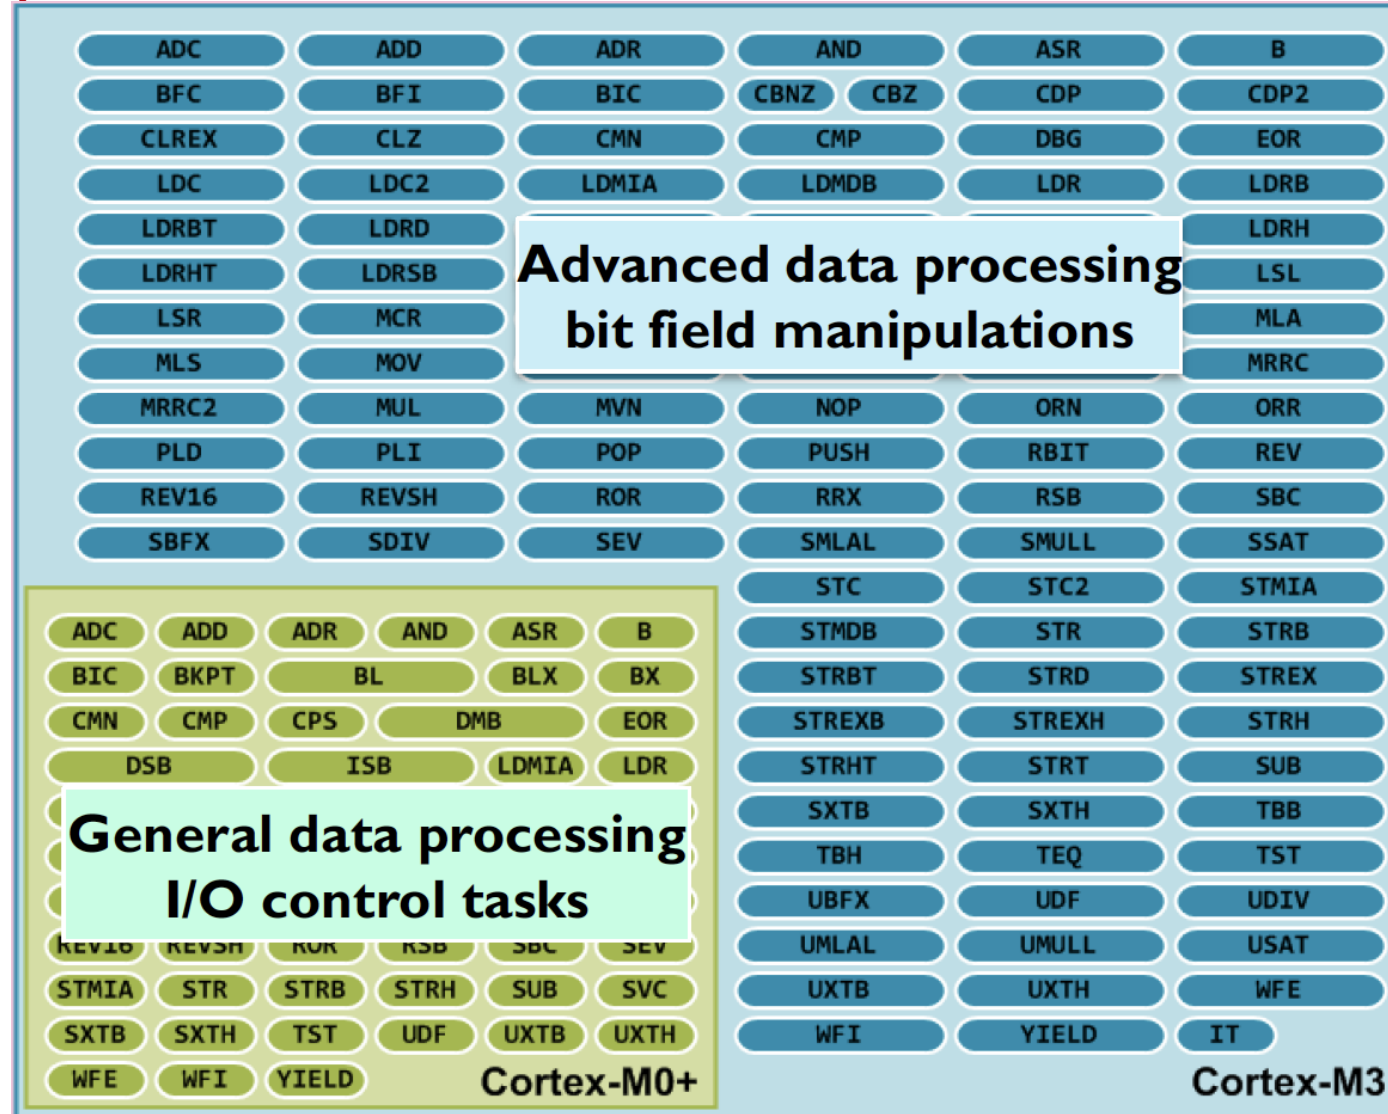 ADC ADD ADR AND ASR B
BFC BFI BIC CBNZ CBZ CDP CDP2
CLREX CLZ CMN CMP DBG EOR
LDC LDC2 LDMIA LDMDB LDR LDRB
LDRBT LDRD LDRH
Advanced data processing
LDRHT LDRSB LSL
LSR MCR MLA
bit field manipulations
MLS MOV MRRC
MRRC2 MUL MVN NOP ORN ORR
PLD PLI POP PUSH RBIT REV
REV16 REVSH ROR RRX RSB SBC
SBFX SDIV SEV SMLAL SMULL SSAT
STC STC2 STMIA
ADC ADD ADR AND ASR B STMDB STR STRB
BIC BKPT BL BLX BX STRBT STRD STREX
CMN CMP CPS DMB EOR STREXB STREXH STRH
DSB ISB LDMIA LDR STRHT STRT SUB
SXTB SXTH TBB
General data processing
TBH TEQ TST
I/O control tasks
UBFX UDF UDIV
REV16 REVSH ROR RSB SBC SEV UMLAL UMULL USAT
STMIA STR STRB STRH SUB SVC UXTB UXTH WFE
SXTB SXTH TST UDF UXTB UXTH WFI YIELD IT
WFE WFI YIELD Cortex-M0+ Cortex-M3